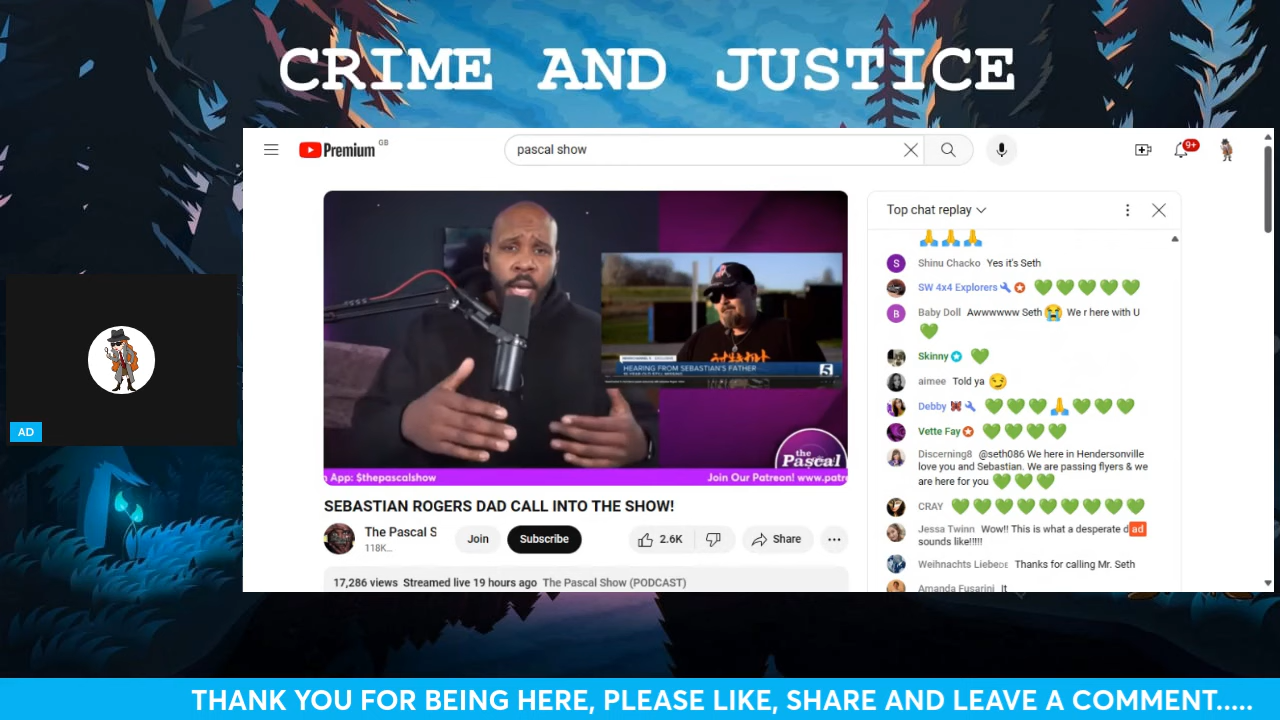 CRIME AND JUSTICE
Premium GB
pascal show
9+
Top chat replay
Shinu Chacko Yes it's Seth
SW 4x4 Explorers
Baby Doll Awwwwww Seth 😭 We r here with U
💚
Skinny 💚
aimee Told ya 😏
Debby 💚💚💚🙏💚💚💚
Vette Fay 💚💚💚💚
Discerning8 @seth086 We here in Hendersonville
love you and Sebastian. We are passing flyers & we
are here for you 💚💚💚
CRAY 💚💚💚💚💚💚💚💚💚
Jessa Twinn Wow!! This is what a desperate dad
sounds like!!!!!
Weihnachts Liebe Thanks for calling Mr. Seth
Amanda Fusarini It
HEARING FROM SEBASTIAN'S FATHER
5
the
Pascal
App: $thepascalshow
Join Our Patreon! www.patre
SEBASTIAN ROGERS DAD CALL INTO THE SHOW!
The Pascal S
118K...
Join
Subscribe
2.6K
Share
17,286 views Streamed live 19 hours ago The Pascal Show (PODCAST)
AD
THANK YOU FOR BEING HERE, PLEASE LIKE, SHARE AND LEAVE A COMMENT.....